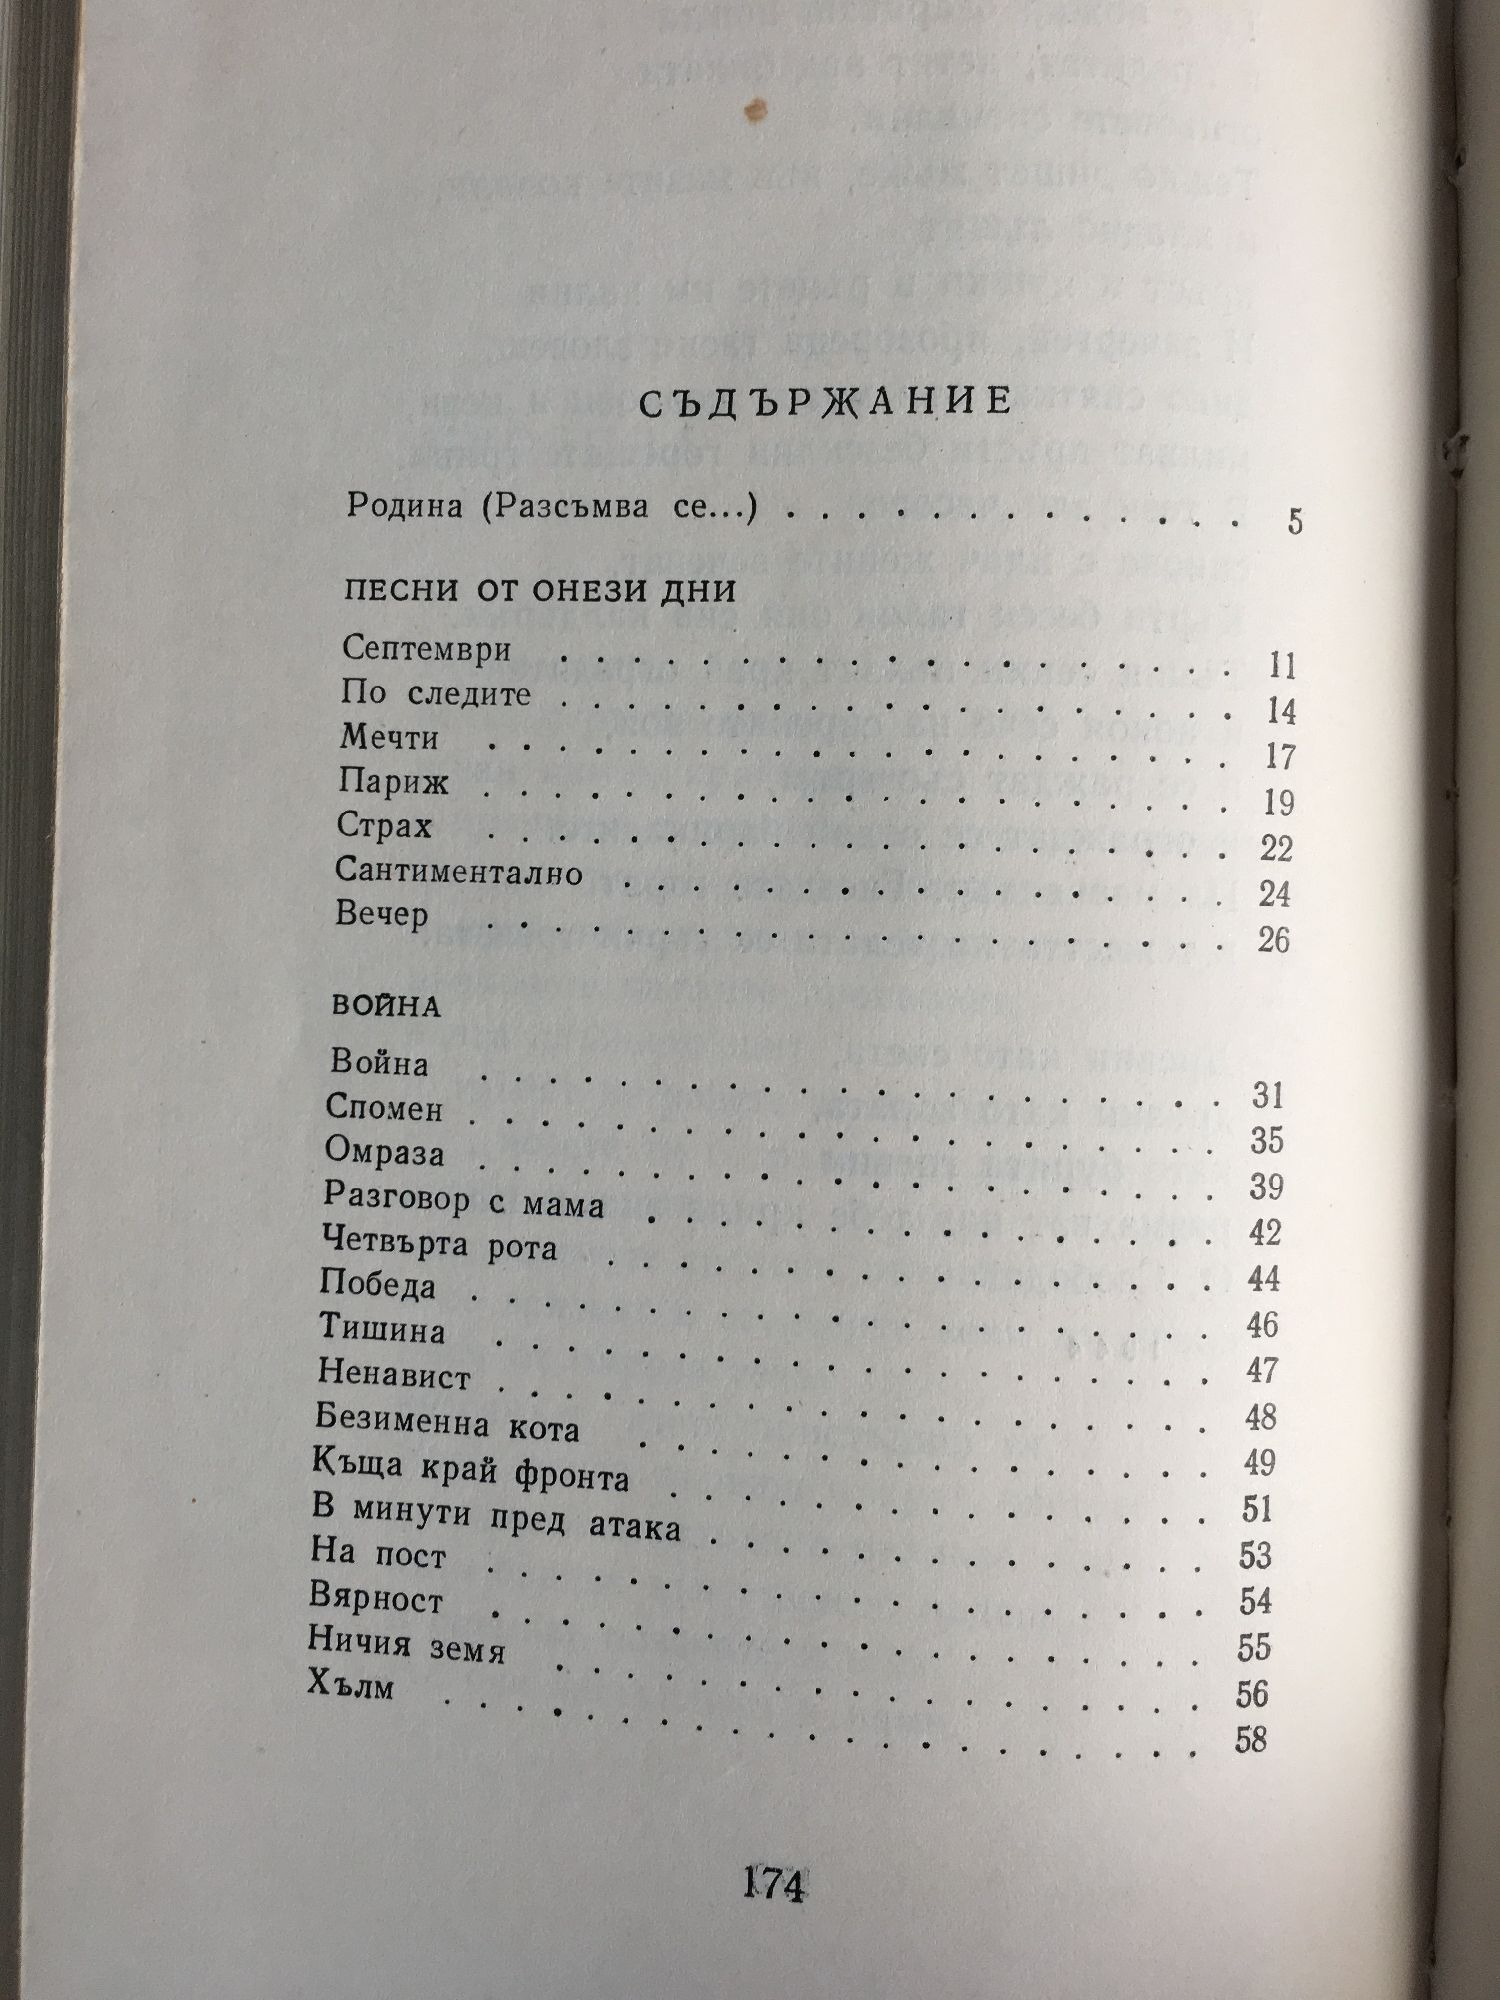 СЪДЪРЖАНИЕ
Родина (Разсъмва се...) . . . . . . . . . . . . . 5
ПЕСНИ ОТ ОНЕЗИ ДНИ
Септември . . . . . . . . . . . . . . . . . . . 11
По следите . . . . . . . . . . . . . . . . . . . 14
Мечти . . . . . . . . . . . . . . . . . . . . . 17
Париж . . . . . . . . . . . . . . . . . . . . . 19
Страх . . . . . . . . . . . . . . . . . . . . . 22
Сантиментално . . . . . . . . . . . . . . . . . 24
Вечер . . . . . . . . . . . . . . . . . . . . . 26
ВОЙНА
Война . . . . . . . . . . . . . . . . . . . . . 31
Спомен . . . . . . . . . . . . . . . . . . . . . 35
Омраза . . . . . . . . . . . . . . . . . . . . . 39
Разговор с мама . . . . . . . . . . . . . . . . 42
Четвърта рота . . . . . . . . . . . . . . . . . 44
Победа . . . . . . . . . . . . . . . . . . . . . 46
Тишина . . . . . . . . . . . . . . . . . . . . 47
Ненавист . . . . . . . . . . . . . . . . . . . . 48
Безименна кота . . . . . . . . . . . . . . . . 49
Къща край фронта . . . . . . . . . . . . . . . 51
В минути пред атака . . . . . . . . . . . . . . 53
На пост . . . . . . . . . . . . . . . . . . . . 54
Вярност . . . . . . . . . . . . . . . . . . . . 55
Ничия земя . . . . . . . . . . . . . . . . . . 56
Хълм . . . . . . . . . . . . . . . . . . . . . 58
174